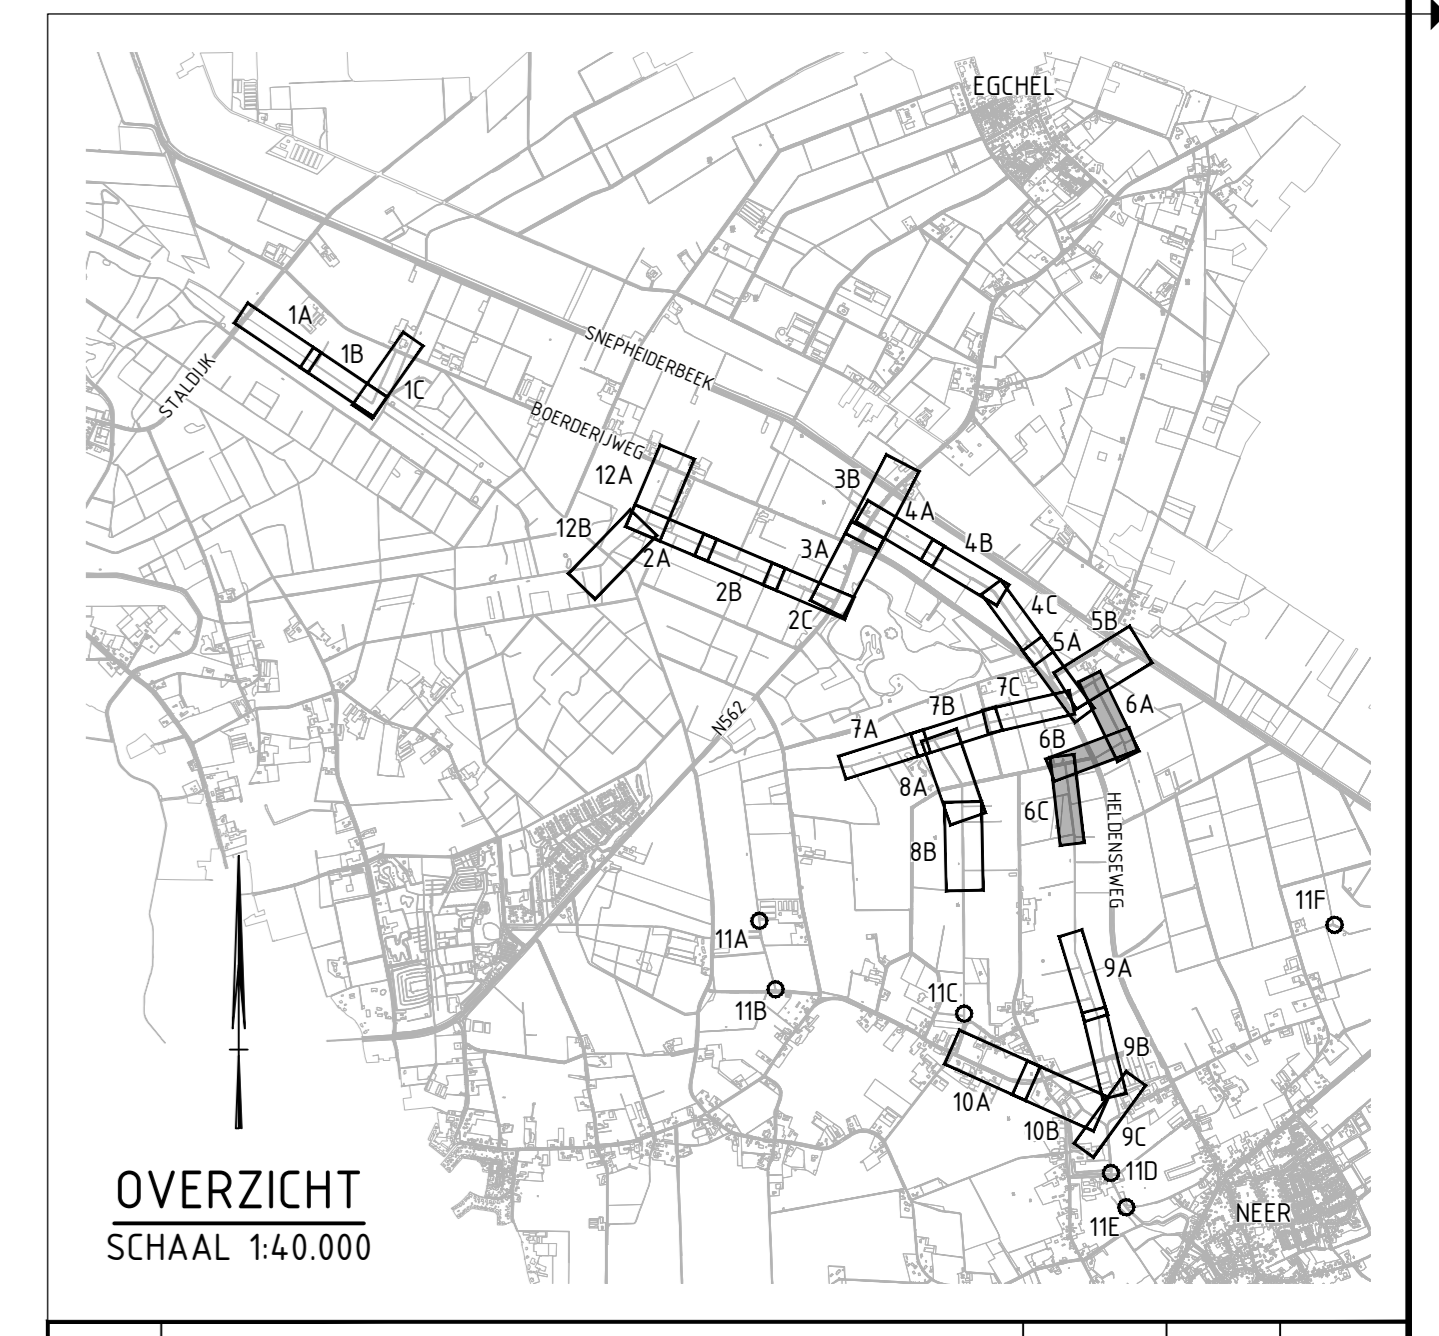 EGCHEL
1A
1B
1C
STALDIJK
SNEPHEIDERBEEK
BOERDERIJWEG
12A
12B
2A
2B
2C
3B
3A
4A
4B
4C
5B
5A
6A
7C
7B
7A
6B
N562
8A
6C
8B
HELDENSEWEG
11A
11F
9A
11B
11C
9B
10A
10B
9C
11D
11E
NEER
OVERZICHT
SCHAAL 1:40.000